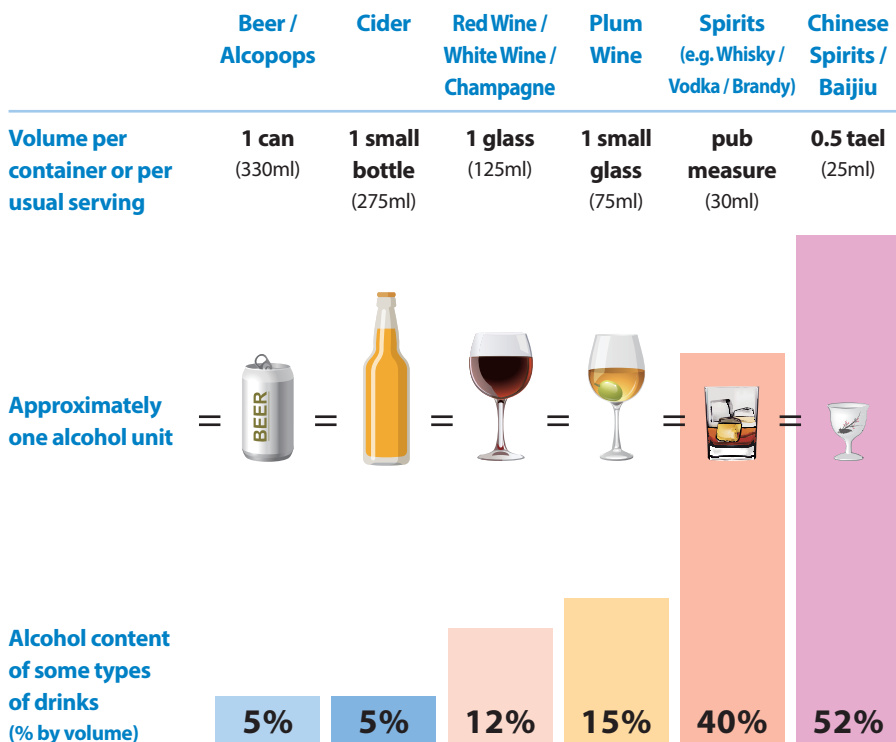 Beer /
Alcopops
Cider
Red Wine /
White Wine /
Champagne
Plum
Wine
Spirits
(e.g. Whisky /
Vodka / Brandy)
Chinese
Spirits /
Baijiu
Volume per
container or per
usual serving
1 can
(330ml)
1 small
bottle
(275ml)
1 glass
(125ml)
1 small
glass
(75ml)
pub
measure
(30ml)
0.5 tael
(25ml)
Approximately
one alcohol unit
= BEER = = = = =
Alcohol content
of some types
of drinks
(% by volume)
5% 5% 12% 15% 40% 52%